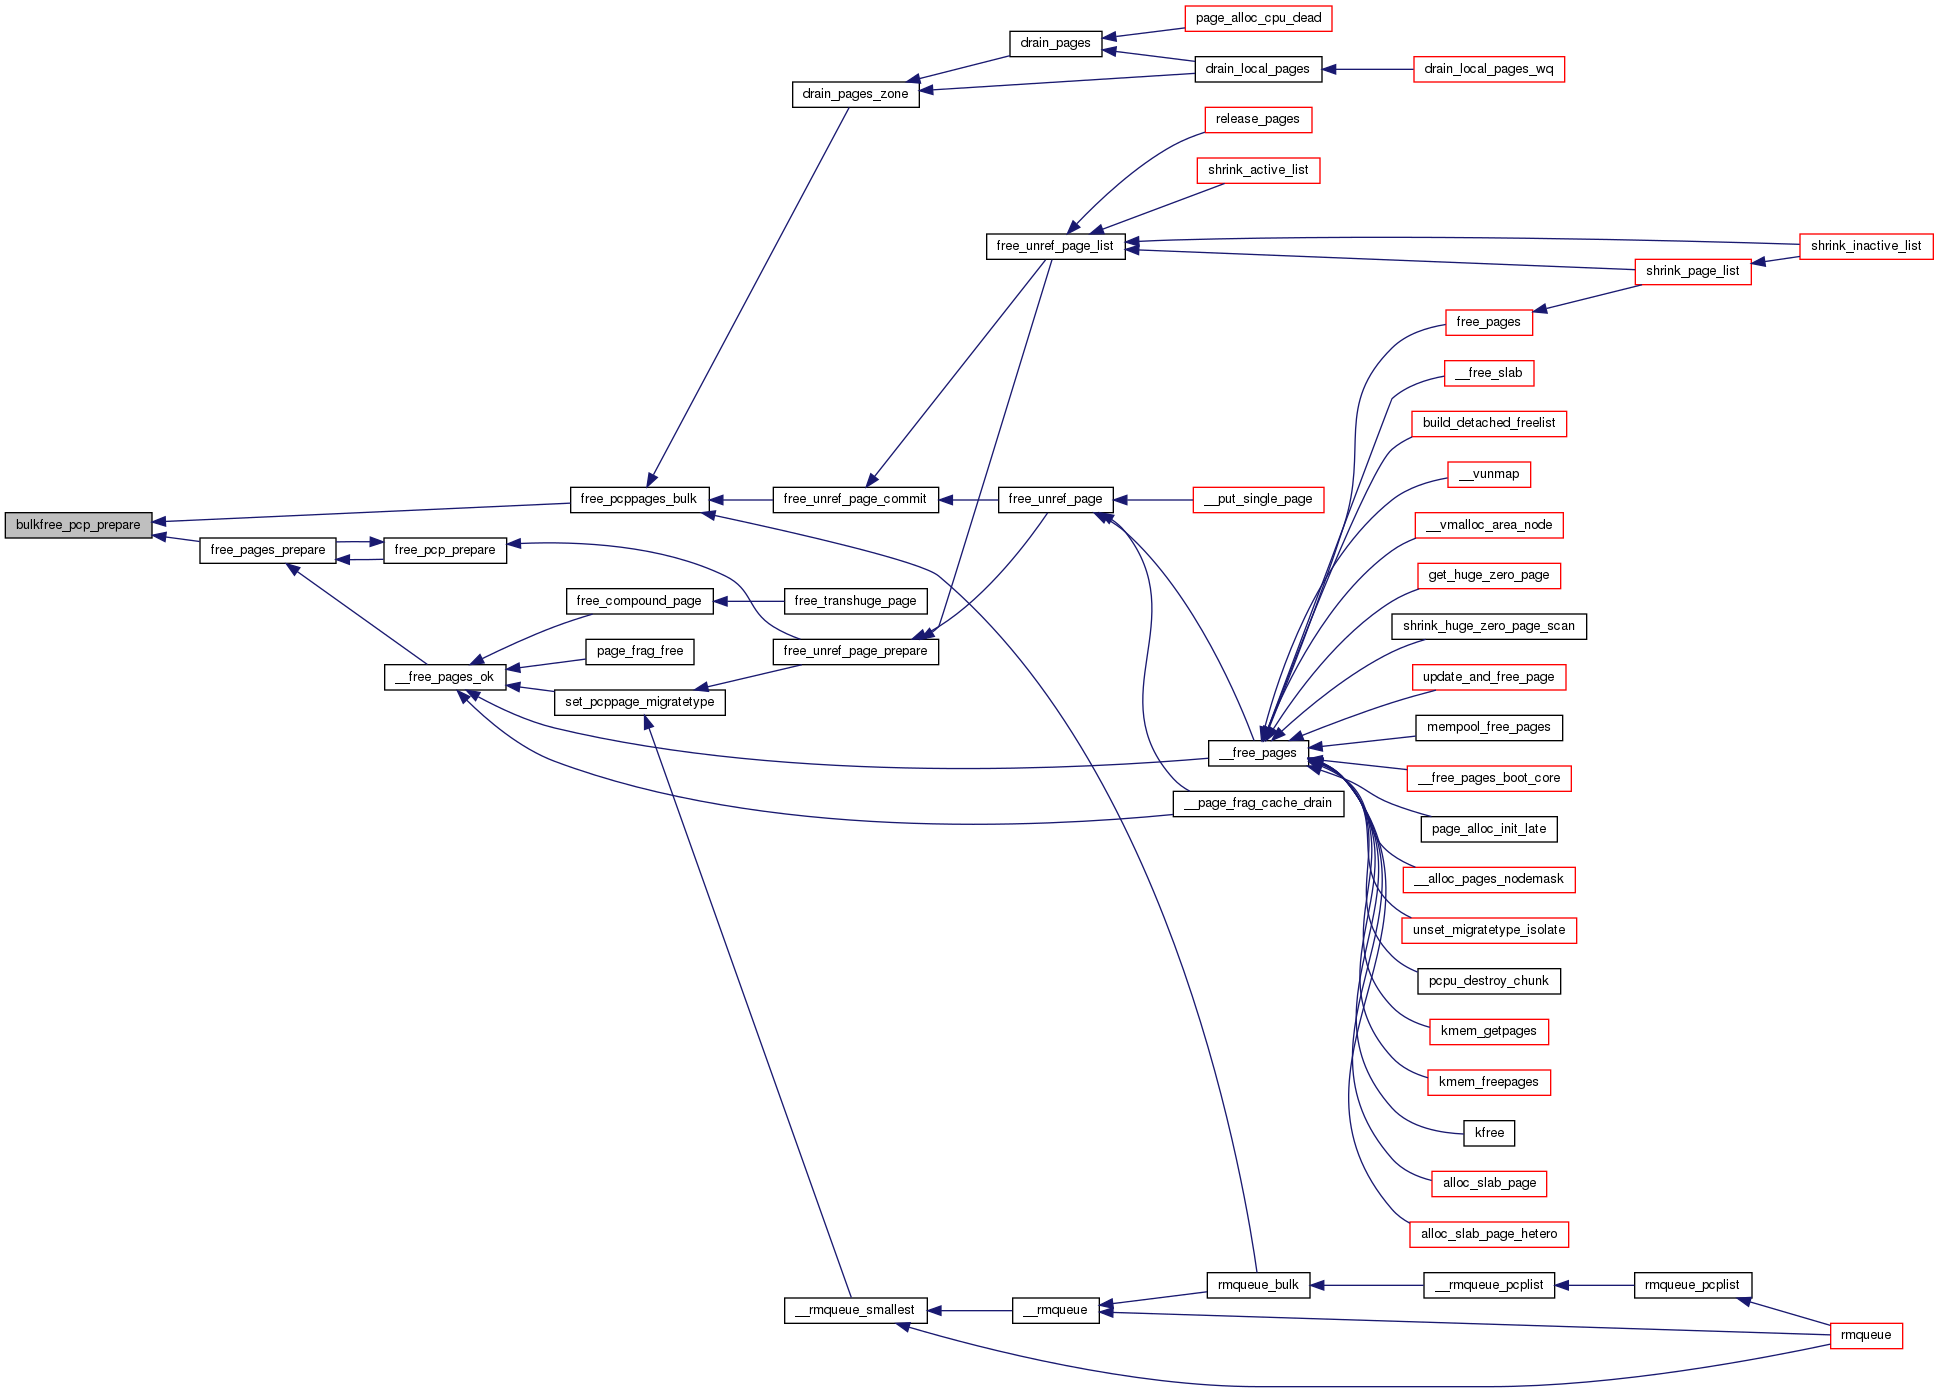 page_alloc_cpu_dead
drain_pages
drain_local_pages
drain_local_pages_wq
drain_pages_zone
release_pages
shrink_active_list
free_unref_page_list
shrink_inactive_list
shrink_page_list
free_pages
__free_slab
build_detached_freelist
__vunmap
free_pcppages_bulk
free_unref_page_commit
free_unref_page
__put_single_page
bulkfree_pcp_prepare
__vmalloc_area_node
free_pages_prepare
free_pcp_prepare
get_huge_zero_page
free_compound_page
free_transhuge_page
shrink_huge_zero_page_scan
page_frag_free
free_unref_page_prepare
__free_pages_ok
update_and_free_page
set_pcppage_migratetype
mempool_free_pages
__free_pages
__free_pages_boot_core
__page_frag_cache_drain
page_alloc_init_late
__alloc_pages_nodemask
unset_migratetype_isolate
pcpu_destroy_chunk
kmem_getpages
kmem_freepages
kfree
alloc_slab_page
alloc_slab_page_hetero
rmqueue_bulk
__rmqueue_pcplist
rmqueue_pcplist
__rmqueue_smallest
__rmqueue
rmqueue